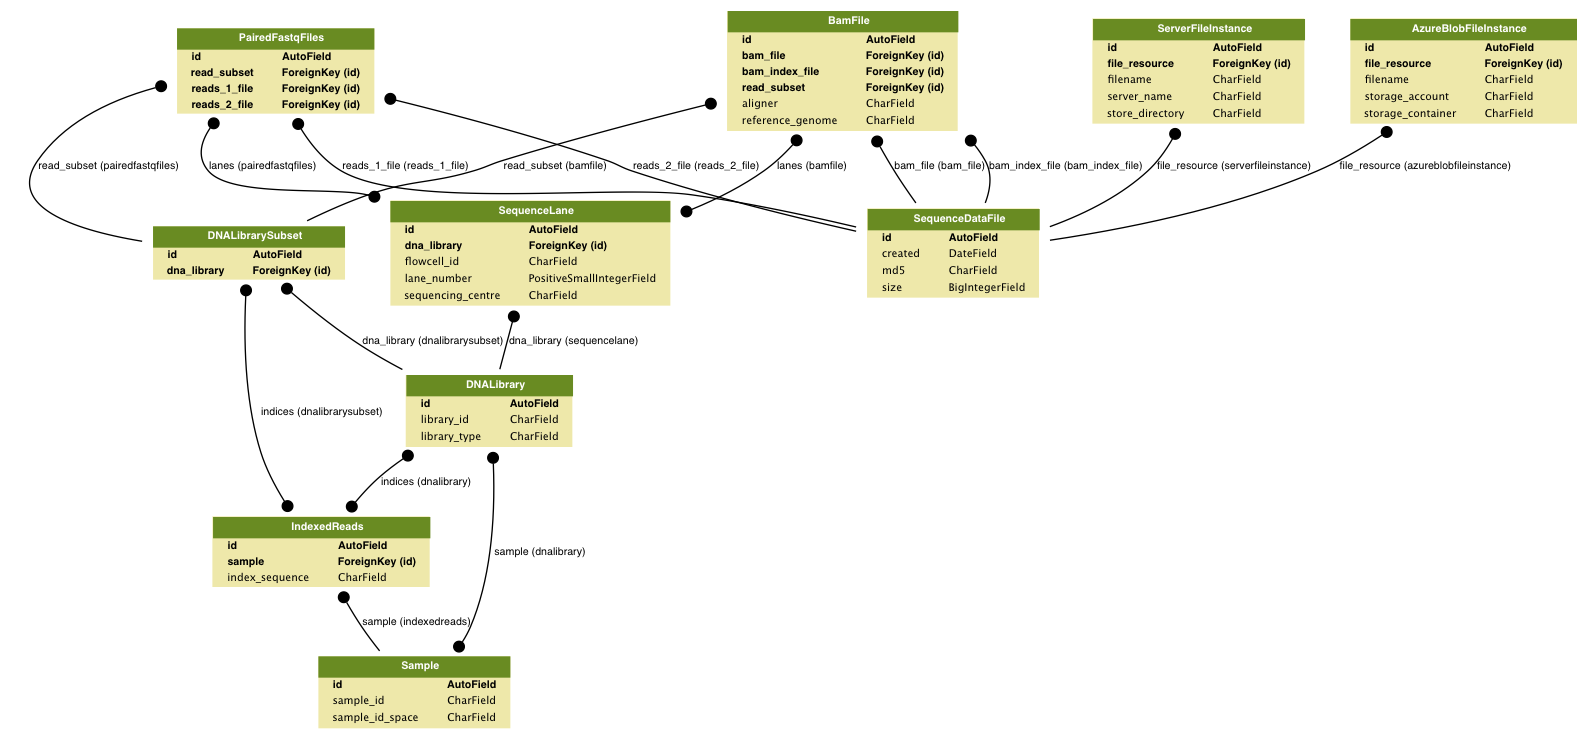 PairedFastqFiles
id AutoField
read_subset ForeignKey (id)
reads_1_file ForeignKey (id)
reads_2_file ForeignKey (id)
BamFile
id AutoField
bam_file ForeignKey (id)
bam_index_file ForeignKey (id)
read_subset ForeignKey (id)
aligner CharField
reference_genome CharField
ServerFileInstance
id AutoField
file_resource ForeignKey (id)
filename CharField
server_name CharField
store_directory CharField
AzureBlobFileInstance
id AutoField
file_resource ForeignKey (id)
filename CharField
storage_account CharField
storage_container CharField
read_subset (pairedfastqfiles)
lanes (pairedfastqfiles)
reads_1_file (reads_1_file)
read_subset (bamfile)
reads_2_file (reads_2_file)
lanes (bamfile)
bam_file (bam_file)
bam_index_file (bam_index_file)
file_resource (serverfileinstance)
file_resource (azureblobfileinstance)
DNALibrarySubset
id AutoField
dna_library ForeignKey (id)
SequenceLane
id AutoField
dna_library ForeignKey (id)
flowcell_id CharField
lane_number PositiveSmallIntegerField
sequencing_centre CharField
SequenceDataFile
id AutoField
created DateField
md5 CharField
size BigIntegerField
dna_library (dnalibrarysubset)
dna_library (sequencelane)
DNALibrary
id AutoField
library_id CharField
library_type CharField
indices (dnalibrarysubset)
indices (dnalibrary)
IndexedReads
id AutoField
sample ForeignKey (id)
index_sequence CharField
sample (dnalibrary)
sample (indexedreads)
Sample
id AutoField
sample_id CharField
sample_id_space CharField